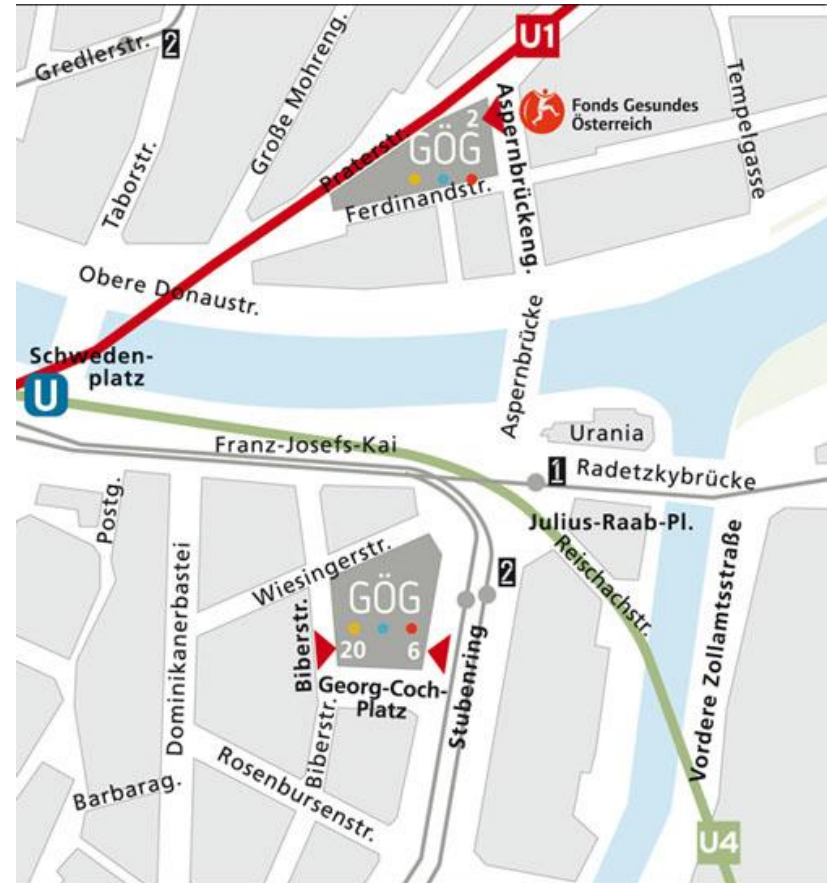 U1
Gredlerstr.
2
Große Mohreng.
Taborstr.
Praterstr.
2
GÖG
Aspernbrückeng.
Fonds Gesundes
Österreich
Tempelgasse
Ferdinandstr.
Obere Donaustr.
Schweden-
platz
U
Aspernbrücke
Franz-Josefs-Kai
Urania
1
Radetzkybrücke
Postg.
Julius-Raab-Pl.
Wiesingerstr.
Reischachstr.
2
GÖG
20
6
Biberstr.
Georg-Coch-
Platz
Stubenring
Vordere Zollamtsstraße
Dominikanerbastei
Biberstr.
Barbarag.
Rosenbursenstr.
U4